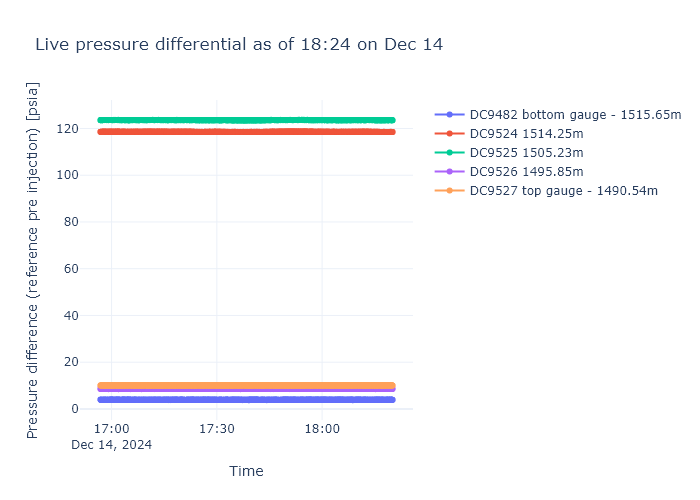 Live pressure differential as of 18:24 on Dec 14
Pressure difference (reference pre injection) [psia]
120
100
80
60
40
20
0
17:00
Dec 14, 2024
17:30
18:00
Time
DC9482 bottom gauge - 1515.65m
DC9524 1514.25m
DC9525 1505.23m
DC9526 1495.85m
DC9527 top gauge - 1490.54m